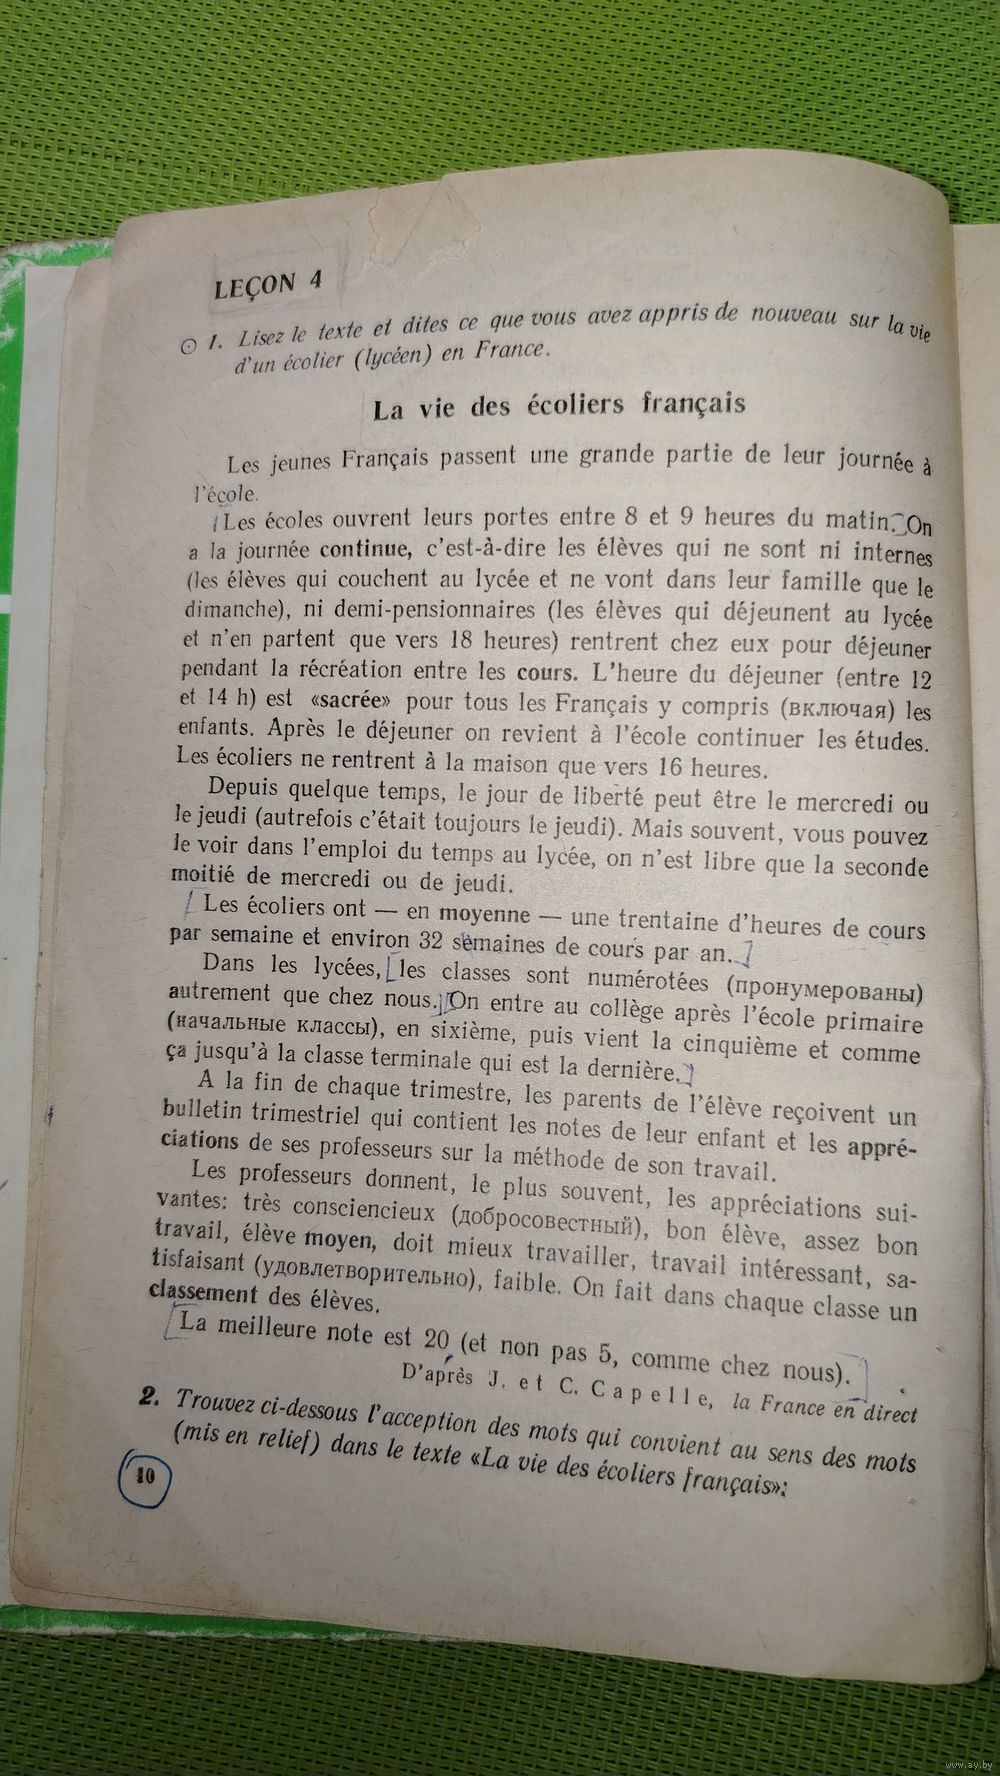 LEÇON 4
⊙ 1. Lisez le texte et dites ce que vous avez appris de nouveau sur la vie
d'un écolier (lycéen) en France.
La vie des écoliers français
Les jeunes Français passent une grande partie de leur journée à
l'école.
Les écoles ouvrent leurs portes entre 8 et 9 heures du matin. On
a la journée continue, c'est-à-dire les élèves qui ne sont ni internes
(les élèves qui couchent au lycée et ne vont dans leur famille que le
dimanche), ni demi-pensionnaires (les élèves qui déjeunent au lycée
et n'en partent que vers 18 heures) rentrent chez eux pour déjeuner
pendant la récréation entre les cours. L'heure du déjeuner (entre 12
et 14 h) est «sacrée» pour tous les Français y compris (включая) les
enfants. Après le déjeuner on revient à l'école continuer les études.
Les écoliers ne rentrent à la maison que vers 16 heures.
Depuis quelque temps, le jour de liberté peut être le mercredi ou
le jeudi (autrefois c'était toujours le jeudi). Mais souvent, vous pouvez
le voir dans l'emploi du temps au lycée, on n'est libre que la seconde
moitié de mercredi ou de jeudi.
Les écoliers ont — en moyenne — une trentaine d'heures de cours
par semaine et environ 32 semaines de cours par an.
Dans les lycées, les classes sont numérotées (пронумерованы)
autrement que chez nous. On entre au collège après l'école primaire
(начальные классы), en sixième, puis vient la cinquième et comme
ça jusqu'à la classe terminale qui est la dernière.
A la fin de chaque trimestre, les parents de l'élève reçoivent un
bulletin trimestriel qui contient les notes de leur enfant et les appré-
ciations de ses professeurs sur la méthode de son travail.
Les professeurs donnent, le plus souvent, les appréciations sui-
vantes: très consciencieux (добросовестный), bon élève, assez bon
travail, élève moyen, doit mieux travailler, travail intéressant, sa-
tisfaisant (удовлетворительно), faible. On fait dans chaque classe un
classement des élèves.
La meilleure note est 20 (et non pas 5, comme chez nous).
D'après J. et C. Capelle, la France en direct
2. Trouvez ci-dessous l'acception des mots qui convient au sens des mots
(mis en relief) dans le texte «La vie des écoliers français»:
10
www.ay.by